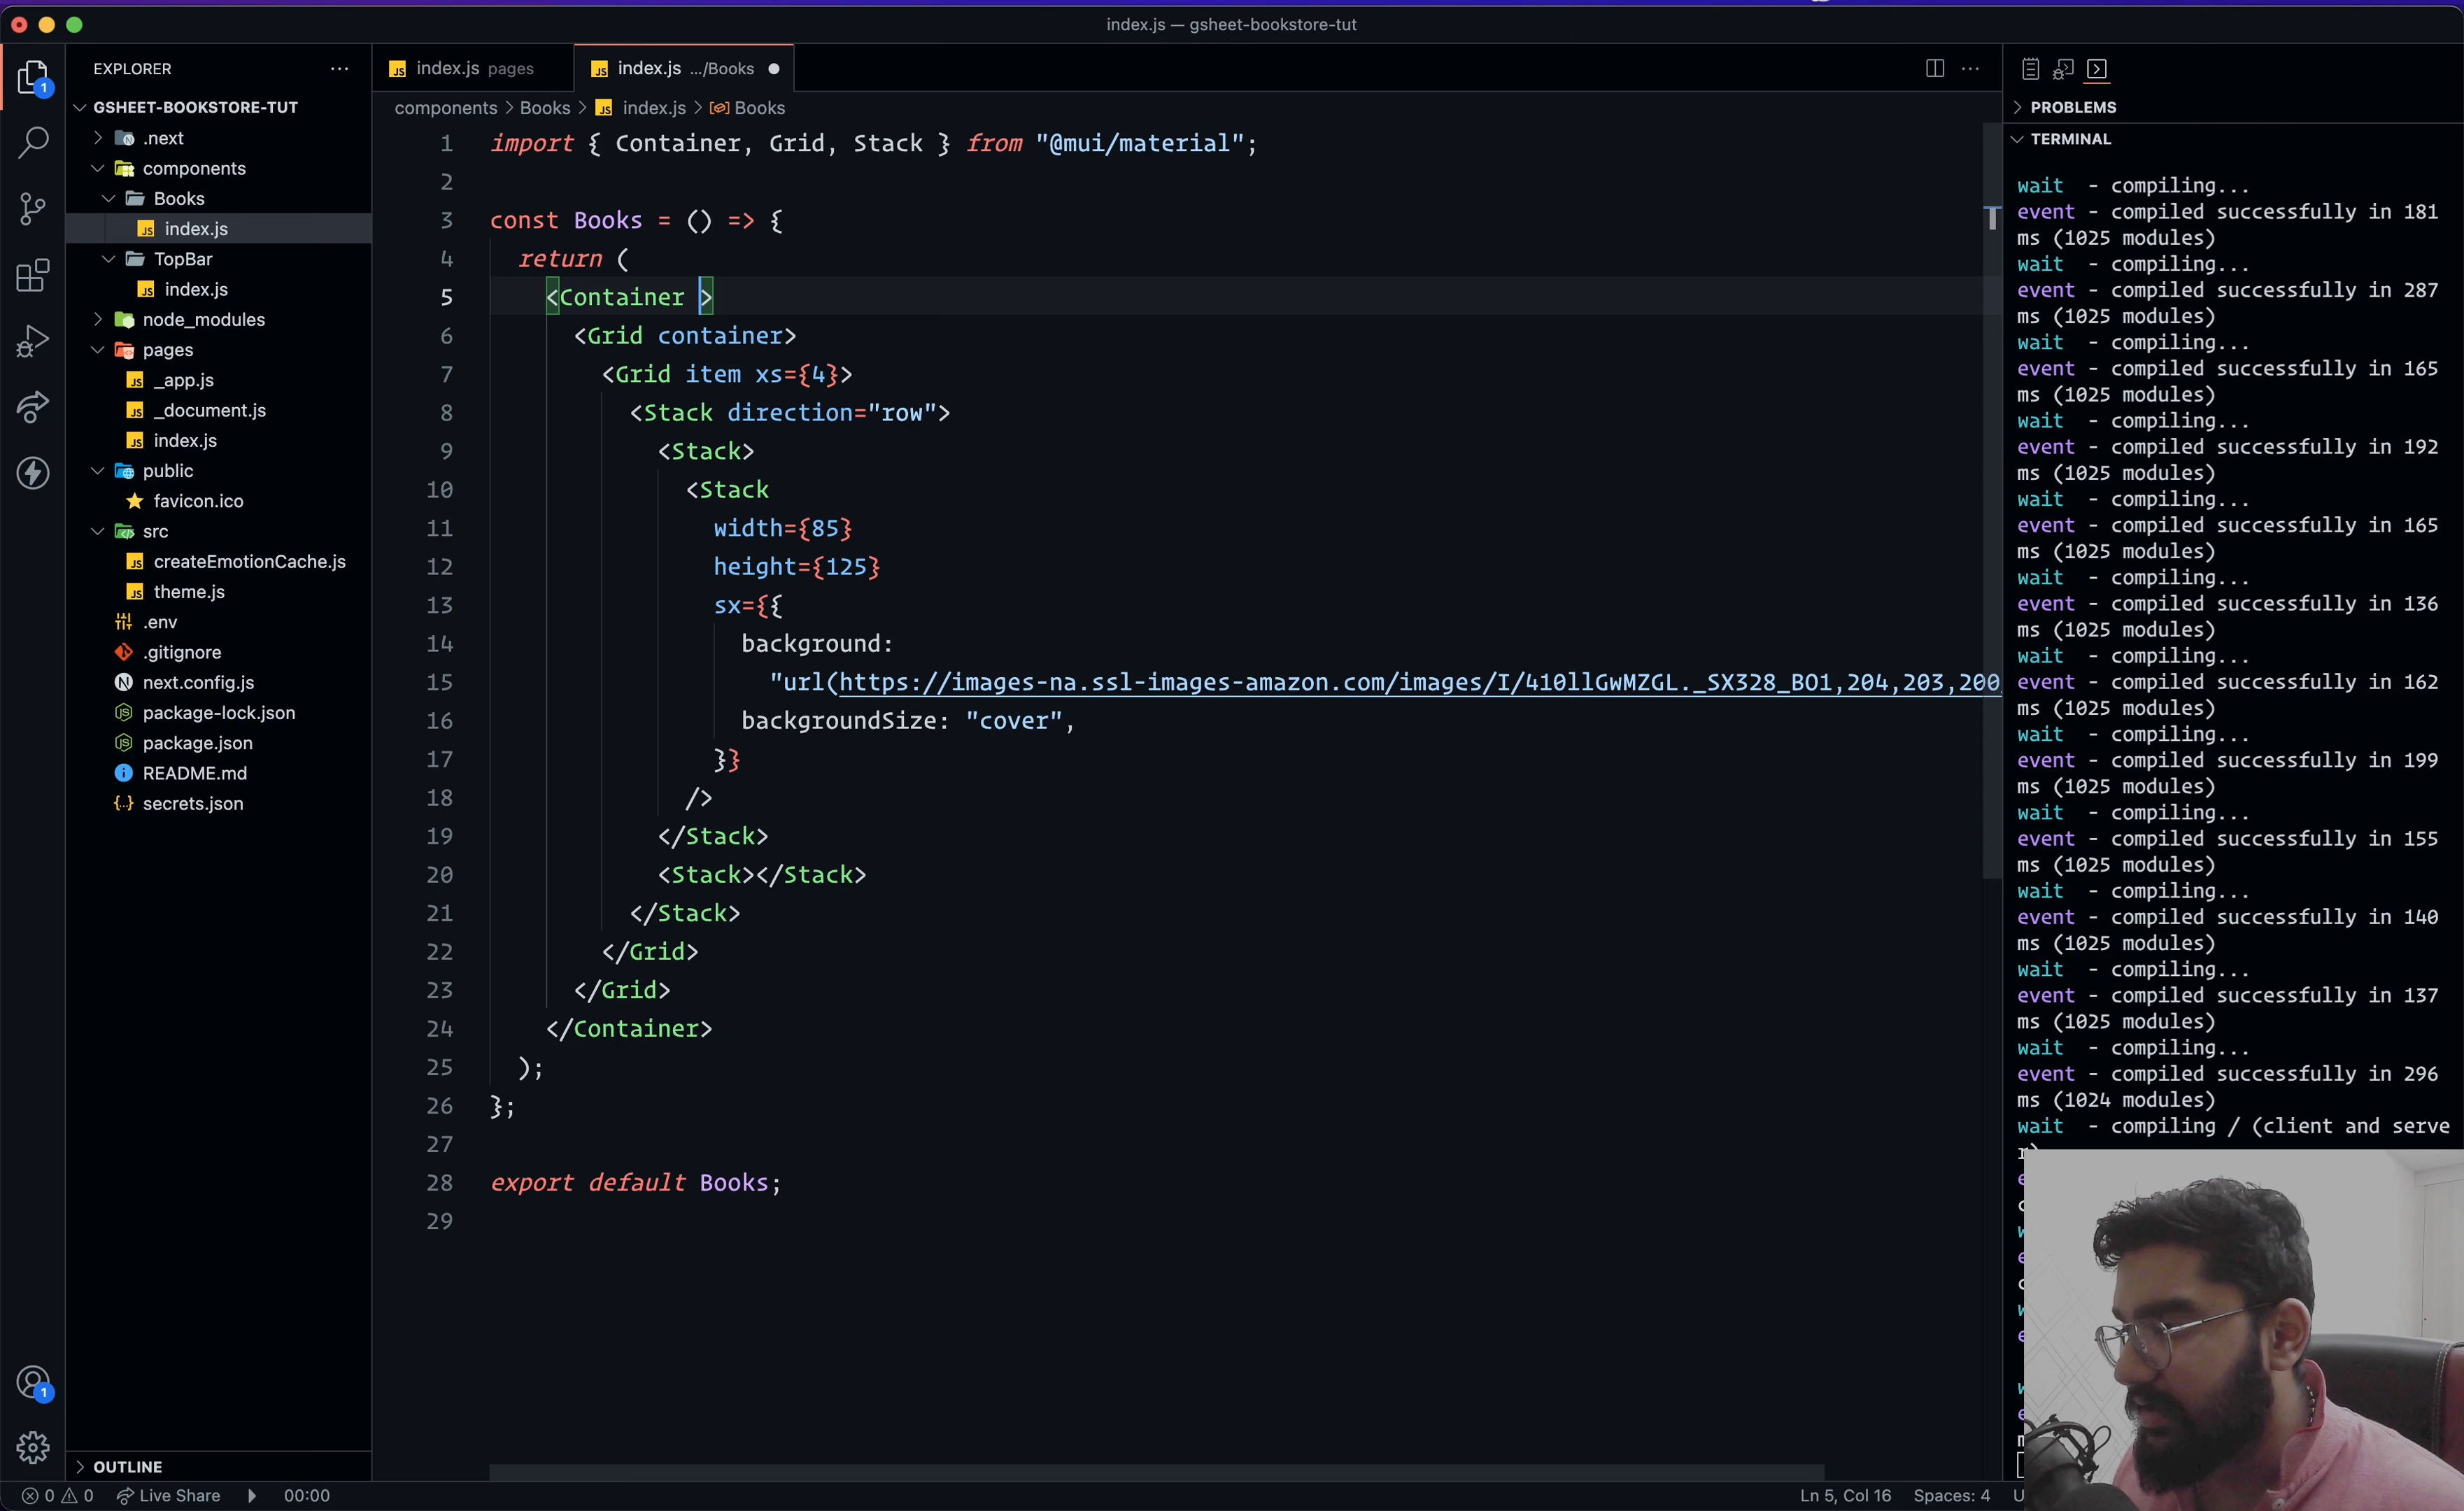 index.js — gsheet-bookstore-tut
EXPLORER
1
GSHEET-BOOKSTORE-TUT
.next
components
Books
index.js
TopBar
index.js
node_modules
pages
_app.js
_document.js
index.js
public
favicon.ico
src
createEmotionCache.js
theme.js
.env
.gitignore
next.config.js
package-lock.json
package.json
README.md
secrets.json
OUTLINE
1
index.js pages
index.js .../Books
components > Books > index.js > Books
1 import { Container, Grid, Stack } from "@mui/material";
2
3 const Books = () => {
4 return (
5 <Container >
6 <Grid container>
7 <Grid item xs={4}>
8 <Stack direction="row">
9 <Stack>
10 <Stack
11 width={85}
12 height={125}
13 sx={{
14 background:
15 "url(https://images-na.ssl-images-amazon.com/images/I/410llGwMZGL._SX328_BO1,204,203,200
16 backgroundSize: "cover",
17 }}
18 />
19 </Stack>
20 <Stack></Stack>
21 </Stack>
22 </Grid>
23 </Grid>
24 </Container>
25 );
26 };
27
28 export default Books;
29
PROBLEMS
TERMINAL
wait - compiling...
event - compiled successfully in 181
ms (1025 modules)
wait - compiling...
event - compiled successfully in 287
ms (1025 modules)
wait - compiling...
event - compiled successfully in 165
ms (1025 modules)
wait - compiling...
event - compiled successfully in 192
ms (1025 modules)
wait - compiling...
event - compiled successfully in 165
ms (1025 modules)
wait - compiling...
event - compiled successfully in 136
ms (1025 modules)
wait - compiling...
event - compiled successfully in 162
ms (1025 modules)
wait - compiling...
event - compiled successfully in 199
ms (1025 modules)
wait - compiling...
event - compiled successfully in 155
ms (1025 modules)
wait - compiling...
event - compiled successfully in 140
ms (1025 modules)
wait - compiling...
event - compiled successfully in 137
ms (1025 modules)
wait - compiling...
event - compiled successfully in 296
ms (1024 modules)
wait - compiling / (client and serve
0 0 Live Share 00:00
Ln 5, Col 16 Spaces: 4